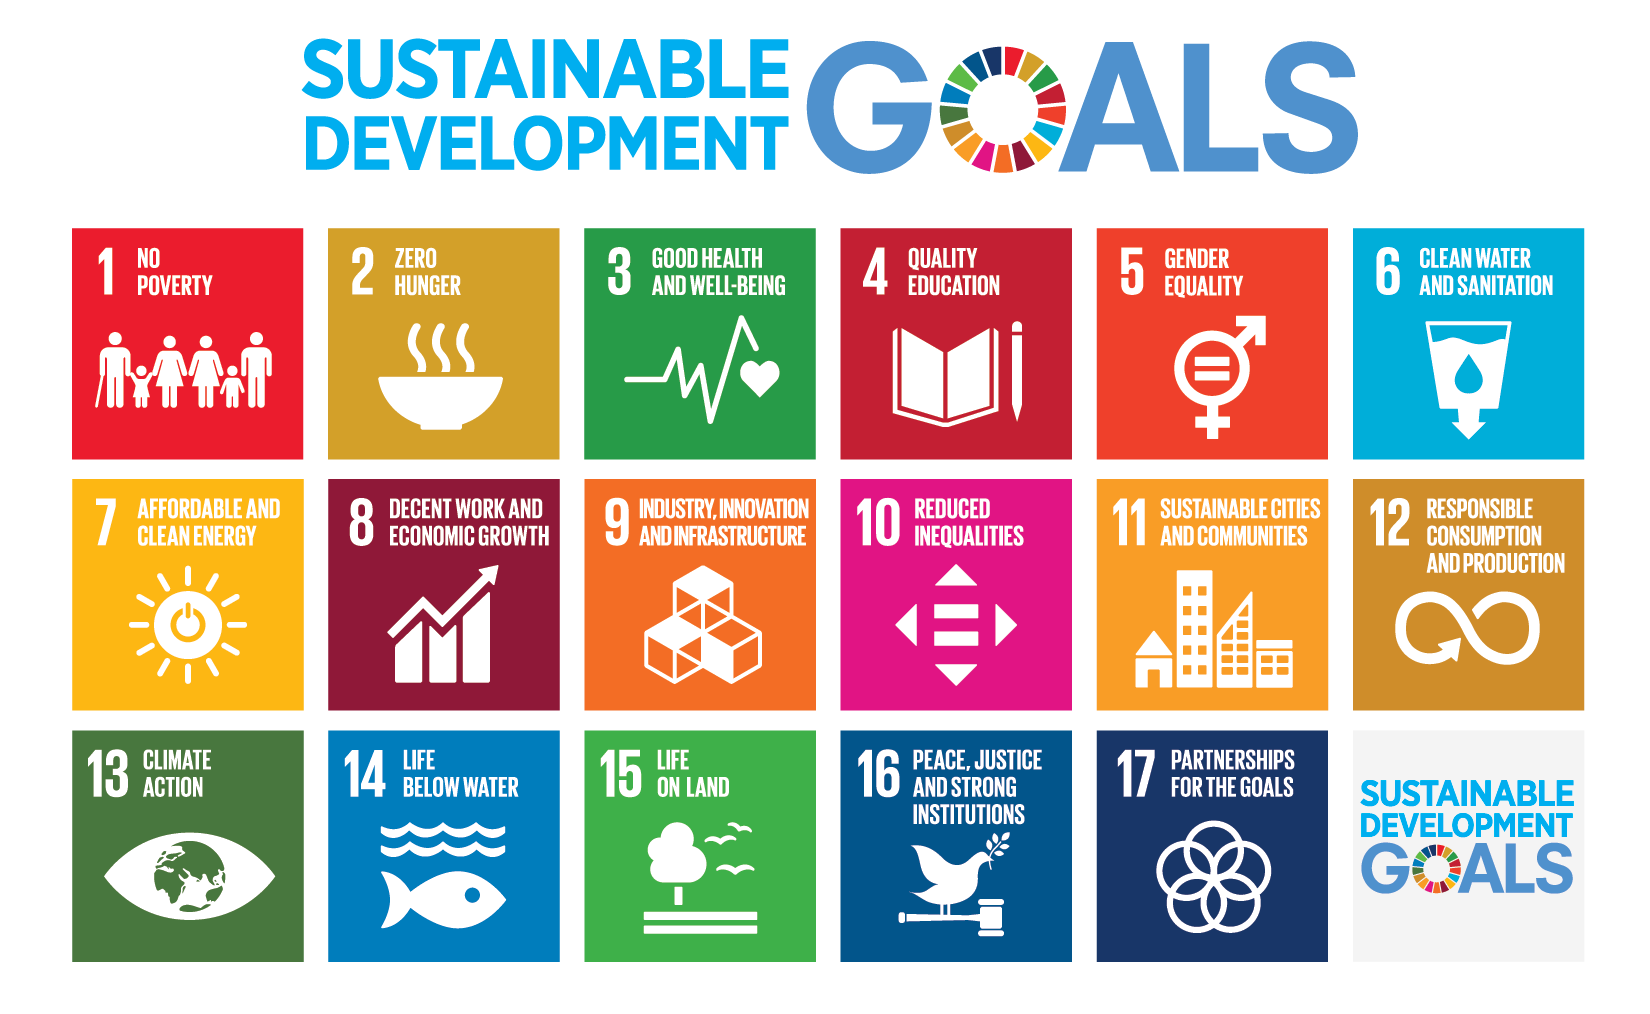 SUSTAINABLE
DEVELOPMENT
GOALS
1 NO
POVERTY
2 ZERO
HUNGER
3 GOOD HEALTH
AND WELL-BEING
4 QUALITY
EDUCATION
5 GENDER
EQUALITY
6 CLEAN WATER
AND SANITATION
7 AFFORDABLE AND
CLEAN ENERGY
8 DECENT WORK AND
ECONOMIC GROWTH
9 INDUSTRY, INNOVATION
AND INFRASTRUCTURE
10 REDUCED
INEQUALITIES
11 SUSTAINABLE CITIES
AND COMMUNITIES
12 RESPONSIBLE
CONSUMPTION
AND PRODUCTION
13 CLIMATE
ACTION
14 LIFE
BELOW WATER
15 LIFE
ON LAND
16 PEACE, JUSTICE
AND STRONG
INSTITUTIONS
17 PARTNERSHIPS
FOR THE GOALS
SUSTAINABLE
DEVELOPMENT
GOALS